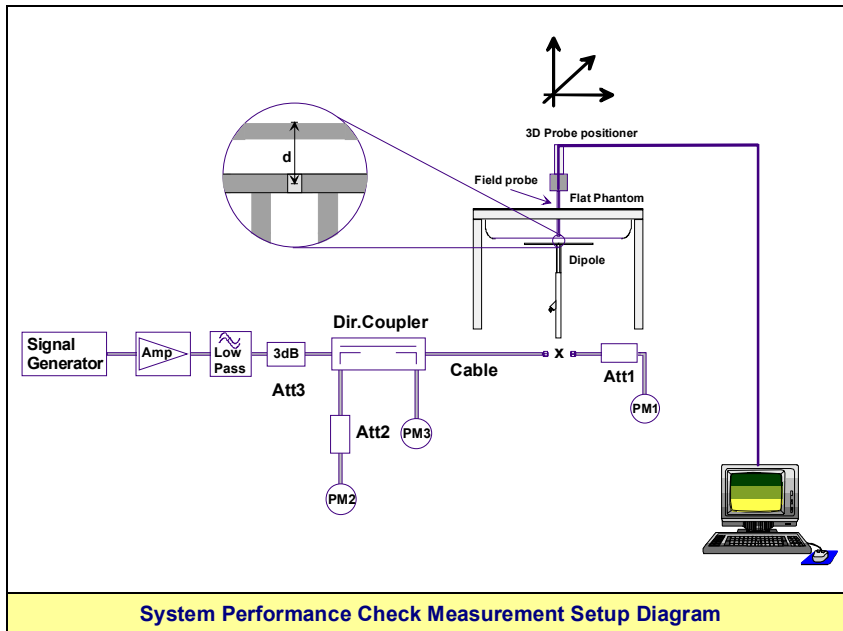 3D Probe positioner
d
Field probe
Flat Phantom
Dipole
Signal
Generator
Amp
Low
Pass
3dB
Att3
Dir.Coupler
Cable
x
Att1
PM1
Att2
PM3
PM2
System Performance Check Measurement Setup Diagram